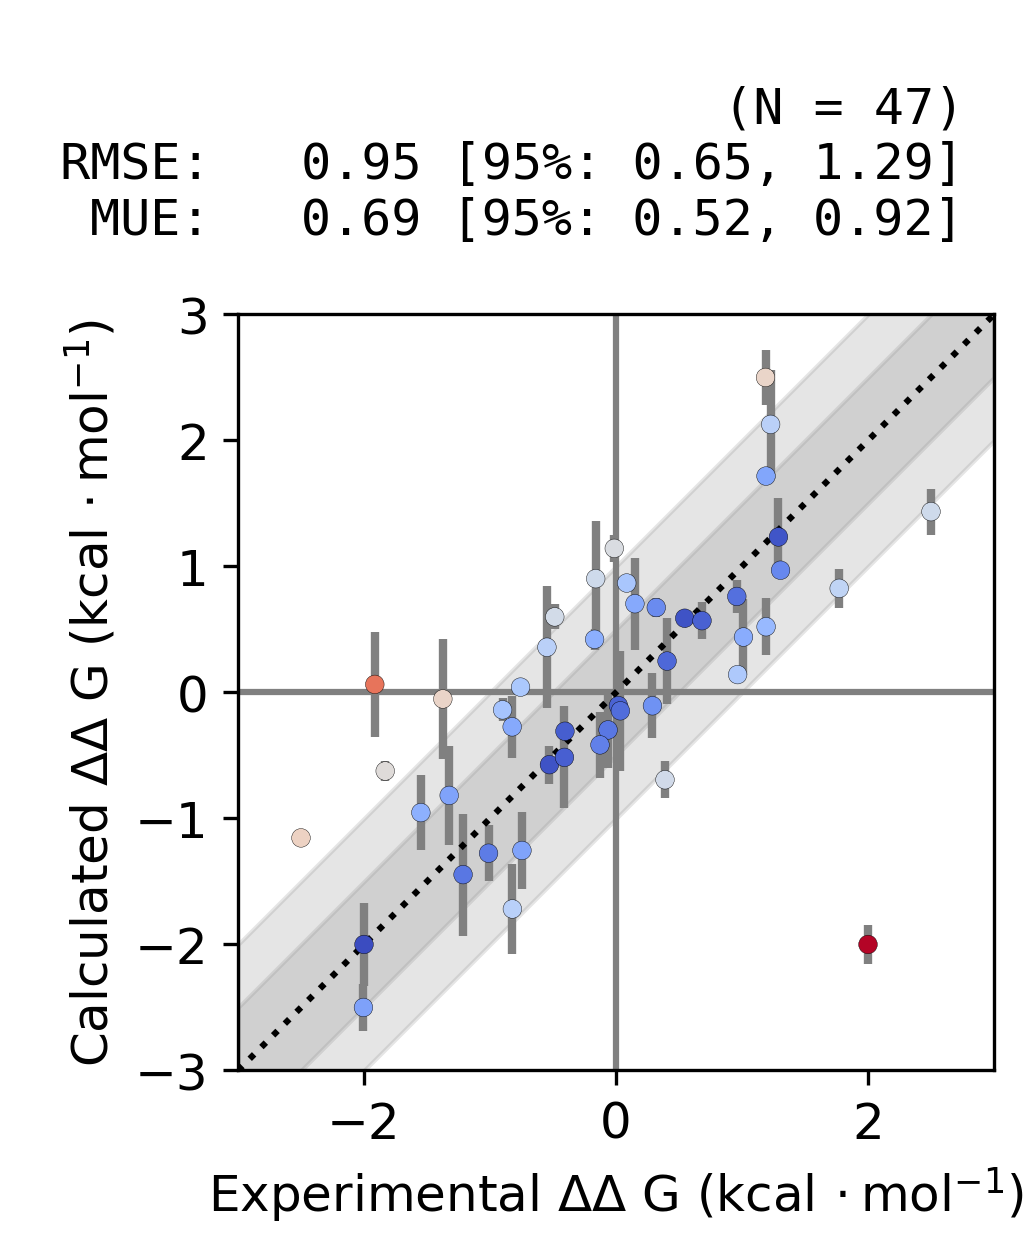 (N = 47)
RMSE: 0.95 [95%: 0.65, 1.29]
MUE: 0.69 [95%: 0.52, 0.92]
3
2
1
0
−1
−2
−3
Calculated ΔΔ G (kcal · mol⁻¹)
−2 0 2
Experimental ΔΔ G (kcal · mol⁻¹)